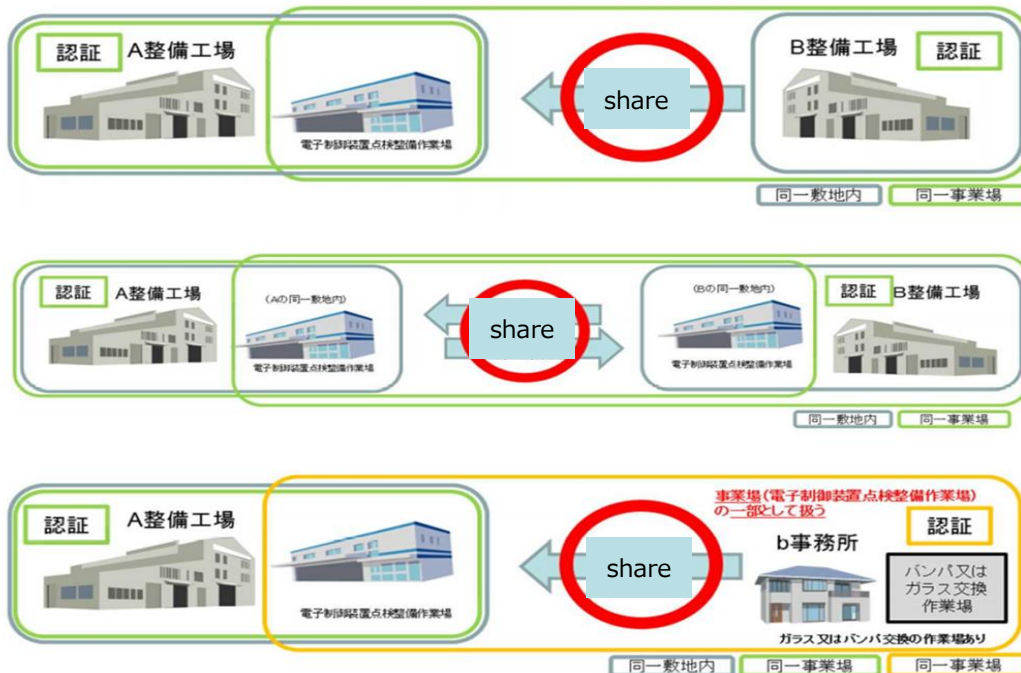 認証
A整備工場
電子制御装置点検整備作業場
share
B整備工場
認証
同一敷地内
同一事業場
認証
A整備工場
(Aの同一敷地内)
電子制御装置点検整備作業場
share
(Bの同一敷地内)
電子制御装置点検整備作業場
認証
B整備工場
同一敷地内
同一事業場
認証
A整備工場
電子制御装置点検整備作業場
share
事業場(電子制御装置点検整備作業場)
の一部として扱う
認証
b事務所
バンパ又は
ガラス交換
作業場
ガラス又はバンパ交換の作業場あり
同一敷地内
同一事業場
同一事業場